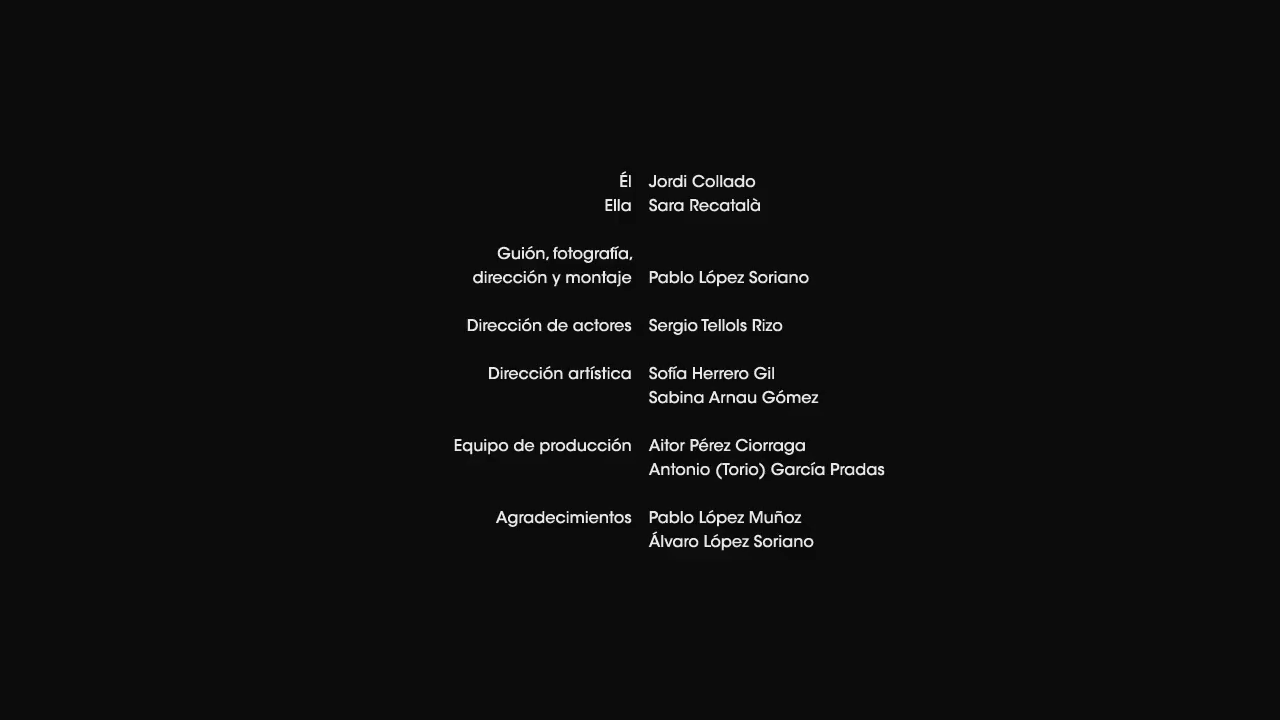 Él Jordi Collado
Ella Sara Recatalà
Guión, fotografía,
dirección y montaje Pablo López Soriano
Dirección de actores Sergio Tellols Rizo
Dirección artística Sofía Herrero Gil
Sabina Arnau Gómez
Equipo de producción Aitor Pérez Ciorraga
Antonio (Torio) García Pradas
Agradecimientos Pablo López Muñoz
Álvaro López Soriano